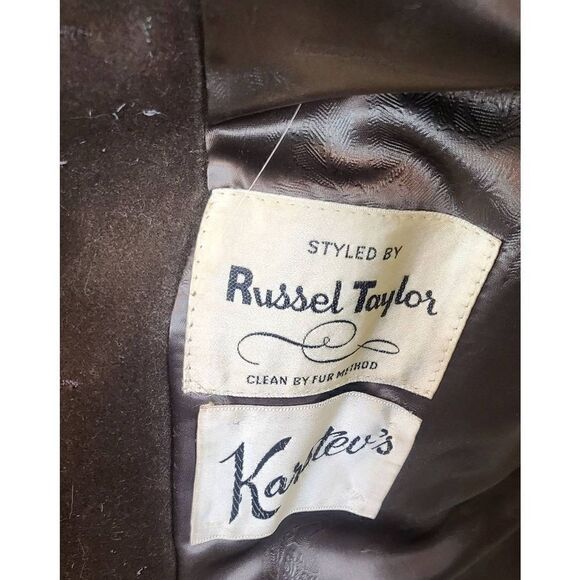 STYLED BY
Russel Taylor
CLEAN BY FUR METHOD
Karstev's